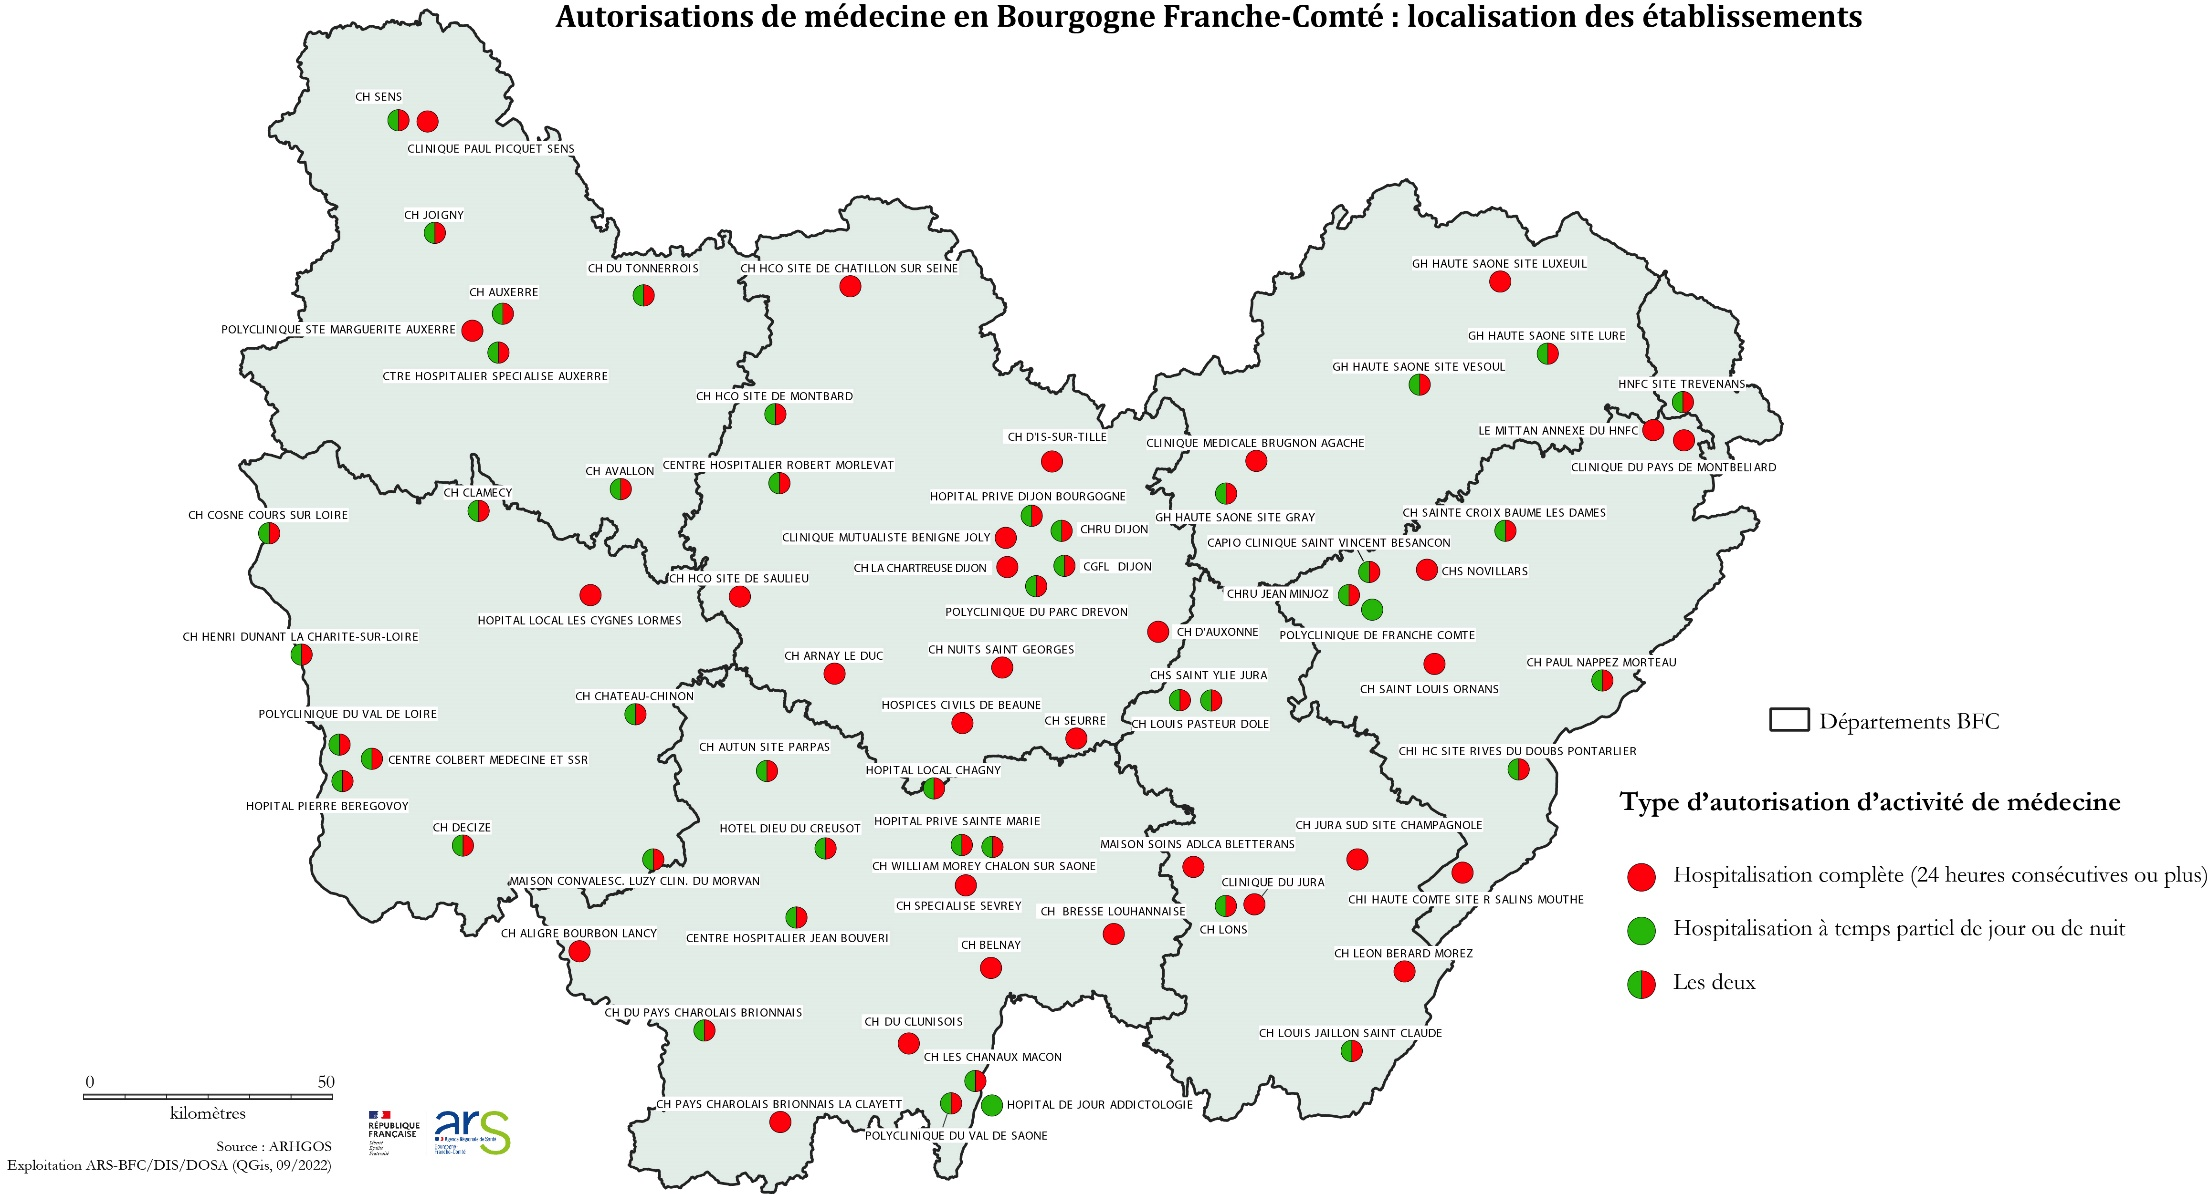 Autorisations de médecine en Bourgogne Franche-Comté : localisation des établissements
CH SENS
CLINIQUE PAUL PICQUET SENS
CH JOIGNY
CH DU TONNERROIS
CH HCO SITE DE CHATILLON SUR SEINE
GH HAUTE SAONE SITE LUXEUIL
CH AUXERRE
POLYCLINIQUE STE MARGUERITE AUXERRE
GH HAUTE SAONE SITE LURE
GH HAUTE SAONE SITE VESOUL
CTRE HOSPITALIER SPECIALISE AUXERRE
HNFC SITE TREVENANS
CH HCO SITE DE MONTBARD
LE MITTAN ANNEXE DU HNFC
CH D'IS-SUR-TILLE
CLINIQUE MEDICALE BRUGNON AGACHE
CENTRE HOSPITALIER ROBERT MORLEVAT
CLINIQUE DU PAYS DE MONTBELIARD
CH AVALLON
CH CLAMECY
HOPITAL PRIVE DIJON BOURGOGNE
CH COSNE COURS SUR LOIRE
GH HAUTE SAONE SITE GRAY
CH SAINTE CROIX BAUME LES DAMES
CHRU DIJON
CLINIQUE MUTUALISTE BENIGNE JOLY
CAPIO CLINIQUE SAINT VINCENT BESANCON
CH LA CHARTREUSE DIJON
CGFL DIJON
CHS NOVILLARS
CH HCO SITE DE SAULIEU
CHRU JEAN MINJOZ
POLYCLINIQUE DU PARC DREVON
HOPITAL LOCAL LES CYGNES LORMES
CH D'AUXONNE
POLYCLINIQUE DE FRANCHE COMTE
CH HENRI DUNANT LA CHARITE-SUR-LOIRE
CH ARNAY LE DUC
CH NUITS SAINT GEORGES
CH PAUL NAPPEZ MORTEAU
CHS SAINT YLIE JURA
CH SAINT LOUIS ORNANS
CH CHATEAU-CHINON
HOSPICES CIVILS DE BEAUNE
POLYCLINIQUE DU VAL DE LOIRE
CH SEURRE
CH LOUIS PASTEUR DOLE
Départements BFC
CH AUTUN SITE PARPAS
CHI HC SITE RIVES DU DOUBS PONTARLIER
CENTRE COLBERT MEDECINE ET SSR
HOPITAL LOCAL CHAGNY
HOPITAL PIERRE BEREGOVOY
Type d’autorisation d’activité de médecine
CH DECIZE
HOTEL DIEU DU CREUSOT
HOPITAL PRIVE SAINTE MARIE
CH JURA SUD SITE CHAMPAGNOLE
MAISON SOINS ADLCA BLETTERANS
CH WILLIAM MOREY CHALON SUR SAONE
Hospitalisation complète (24 heures consécutives ou plus)
MAISON CONVALESC. LUZY CLIN. DU MORVAN
CLINIQUE DU JURA
CHI HAUTE COMTE SITE R SALINS MOUTHE
CH SPECIALISE SEVREY
CH BRESSE LOUHANNAISE
CH LONS
Hospitalisation à temps partiel de jour ou de nuit
CH ALIGRE BOURBON LANCY
CENTRE HOSPITALIER JEAN BOUVERI
CH BELNAY
CH LEON BERARD MOREZ
Les deux
CH DU PAYS CHAROLAIS BRIONNAIS
CH DU CLUNISOIS
CH LOUIS JAILLON SAINT CLAUDE
CH LES CHANAUX MACON
0 50
kilomètres
CH PAYS CHAROLAIS BRIONNAIS LA CLAYETT
HOPITAL DE JOUR ADDICTOLOGIE
POLYCLINIQUE DU VAL DE SAONE
RÉPUBLIQUE
FRANÇAISE
Liberté
Égalité
Fraternité
ars
Agence Régionale de Santé
Bourgogne
Franche-Comté
Source : ARHGOS
Exploitation ARS-BFC/DIS/DOSA (QGis, 09/2022)